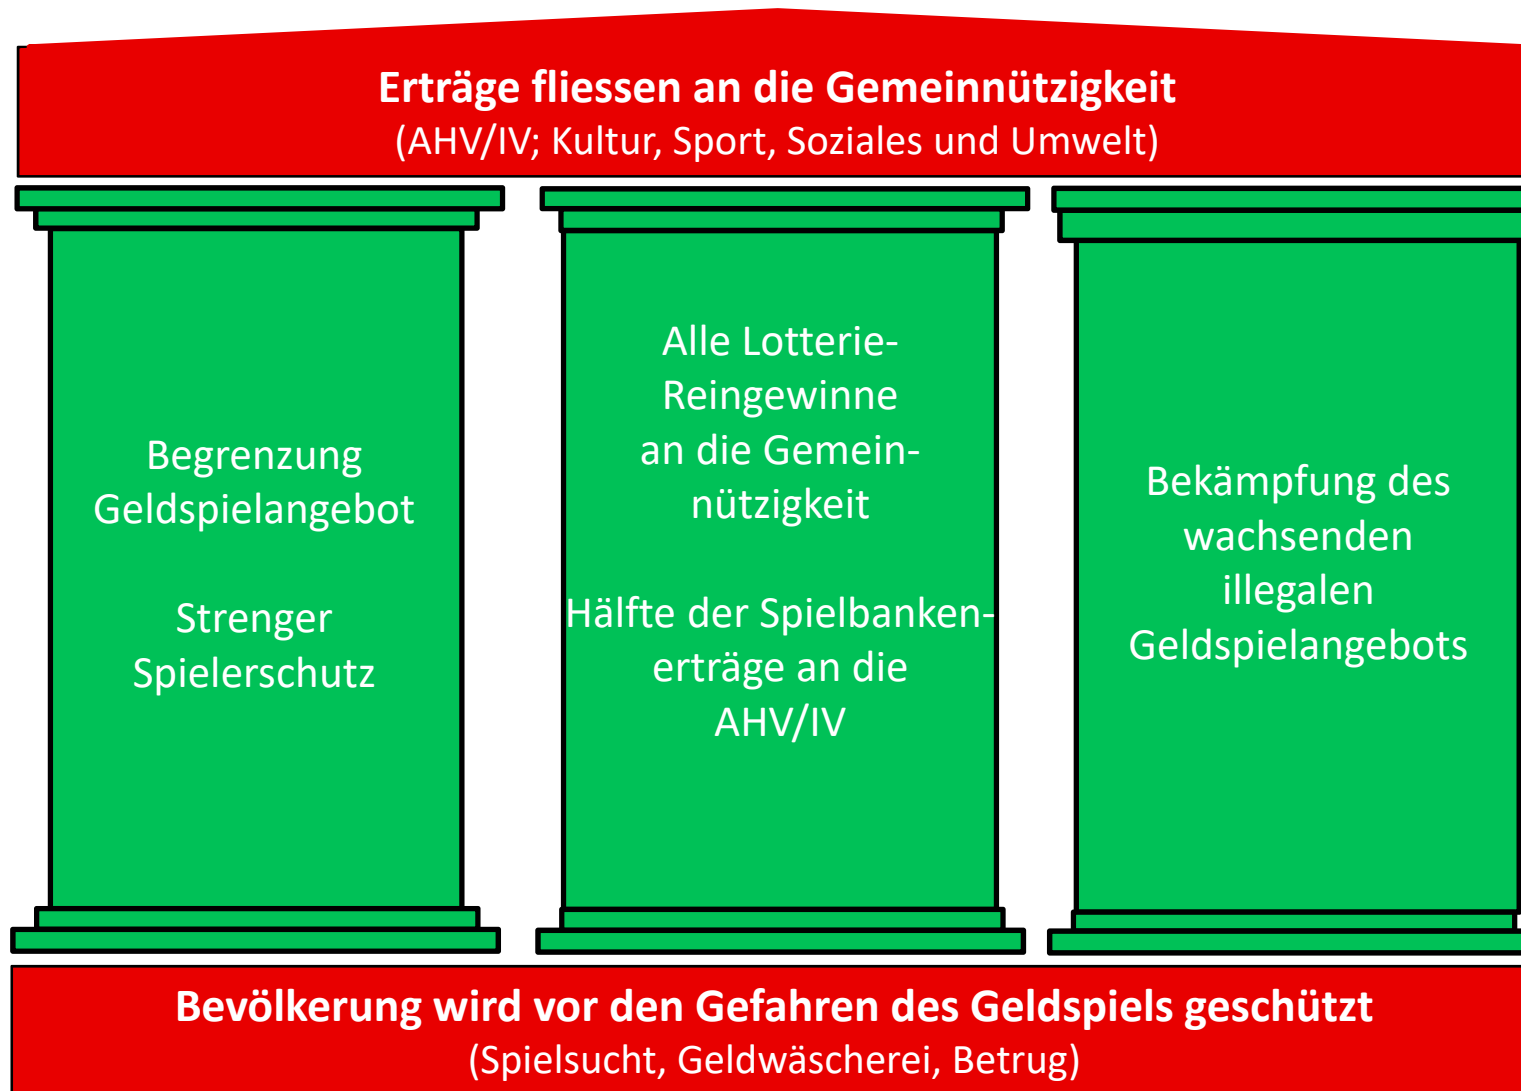 Erträge fliessen an die Gemeinnützigkeit
(AHV/IV; Kultur, Sport, Soziales und Umwelt)
Begrenzung
Geldspielangebot
Strenger
Spielerschutz
Alle Lotterie-
Reingewinne
an die Gemein-
nützigkeit
Hälfte der Spielbanken-
erträge an die
AHV/IV
Bekämpfung des
wachsenden
illegalen
Geldspielangebots
Bevölkerung wird vor den Gefahren des Geldspiels geschützt
(Spielsucht, Geldwäscherei, Betrug)